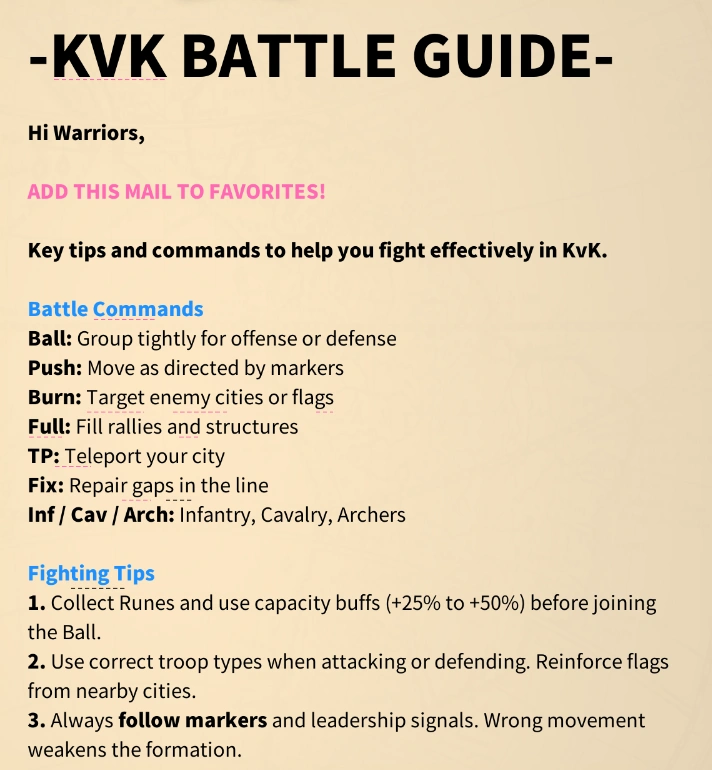 -KVK BATTLE GUIDE-
Hi Warriors,
ADD THIS MAIL TO FAVORITES!
Key tips and commands to help you fight effectively in KvK.
Battle Commands
Ball: Group tightly for offense or defense
Push: Move as directed by markers
Burn: Target enemy cities or flags
Full: Fill rallies and structures
TP: Teleport your city
Fix: Repair gaps in the line
Inf / Cav / Arch: Infantry, Cavalry, Archers
Fighting Tips
1. Collect Runes and use capacity buffs (+25% to +50%) before joining
the Ball.
2. Use correct troop types when attacking or defending. Reinforce flags
from nearby cities.
3. Always follow markers and leadership signals. Wrong movement
weakens the formation.